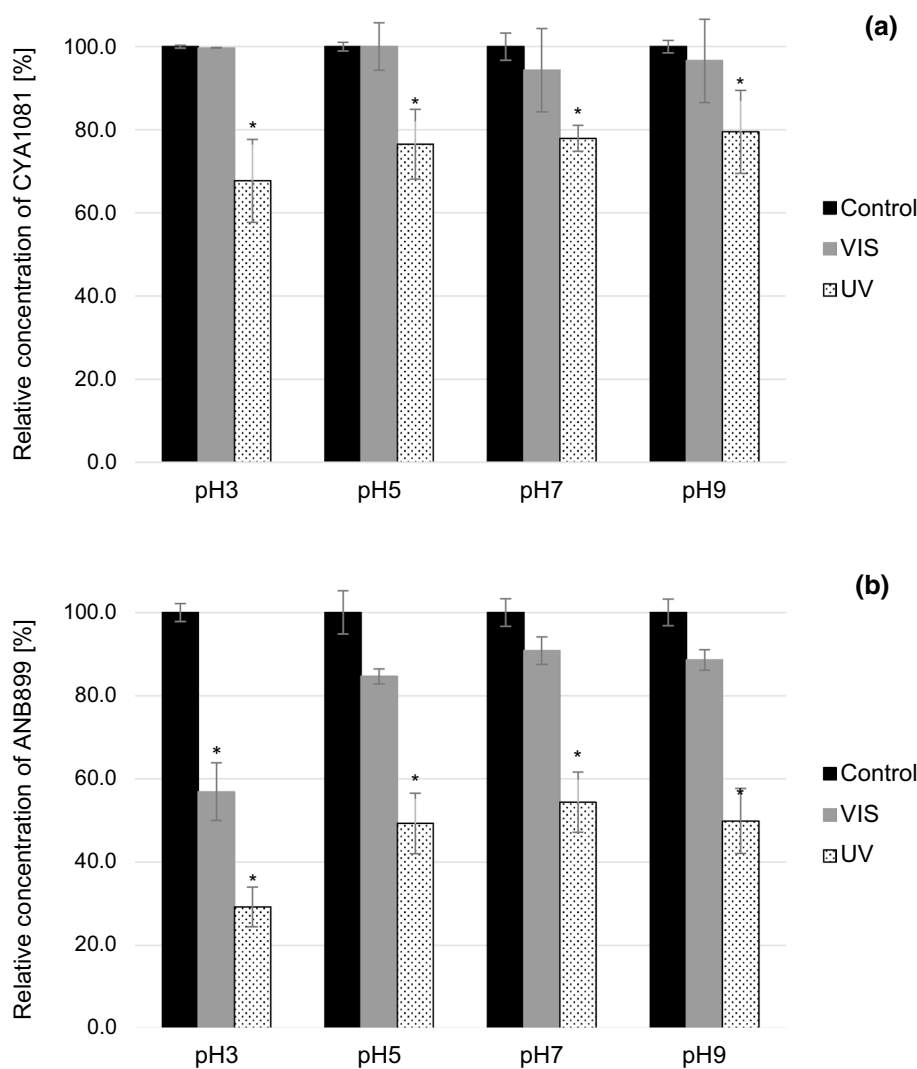 (a)
Relative concentration of CYA1081 [%]
100.0
80.0
60.0
40.0
20.0
0.0
*
*
*
*
pH3
pH5
pH7
pH9
Control
VIS
UV
(b)
Relative concentration of ANB899 [%]
100.0
80.0
60.0
40.0
20.0
0.0
*
*
*
*
*
pH3
pH5
pH7
pH9
Control
VIS
UV